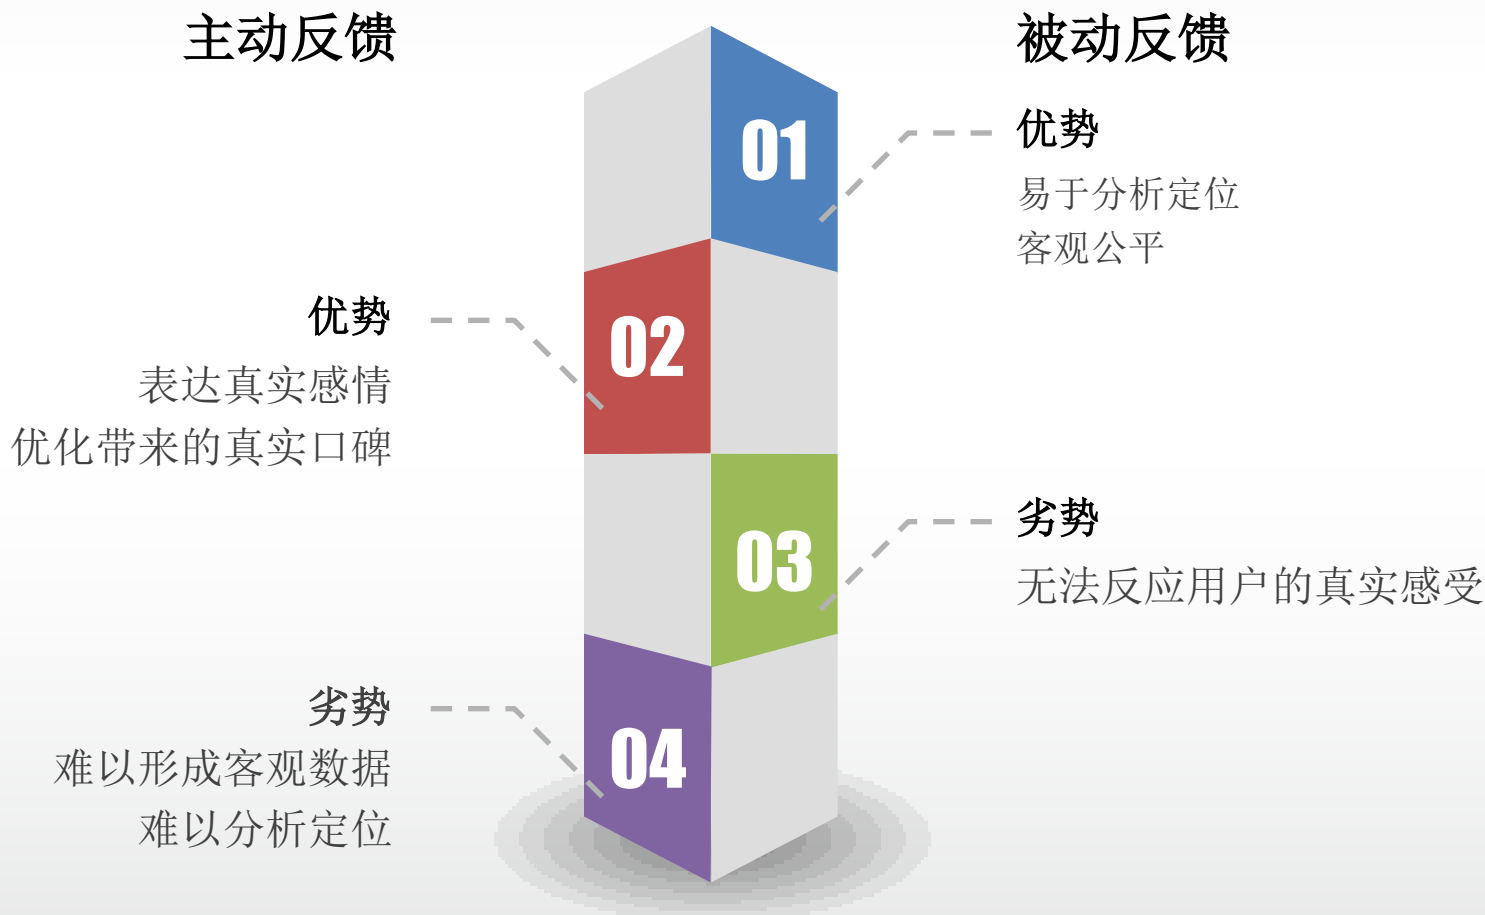 主动反馈
被动反馈
01
优势
易于分析定位
客观公平
优势
表达真实感情
优化带来的真实口碑
02
03
劣势
无法反应用户的真实感受
劣势
难以形成客观数据
难以分析定位
04